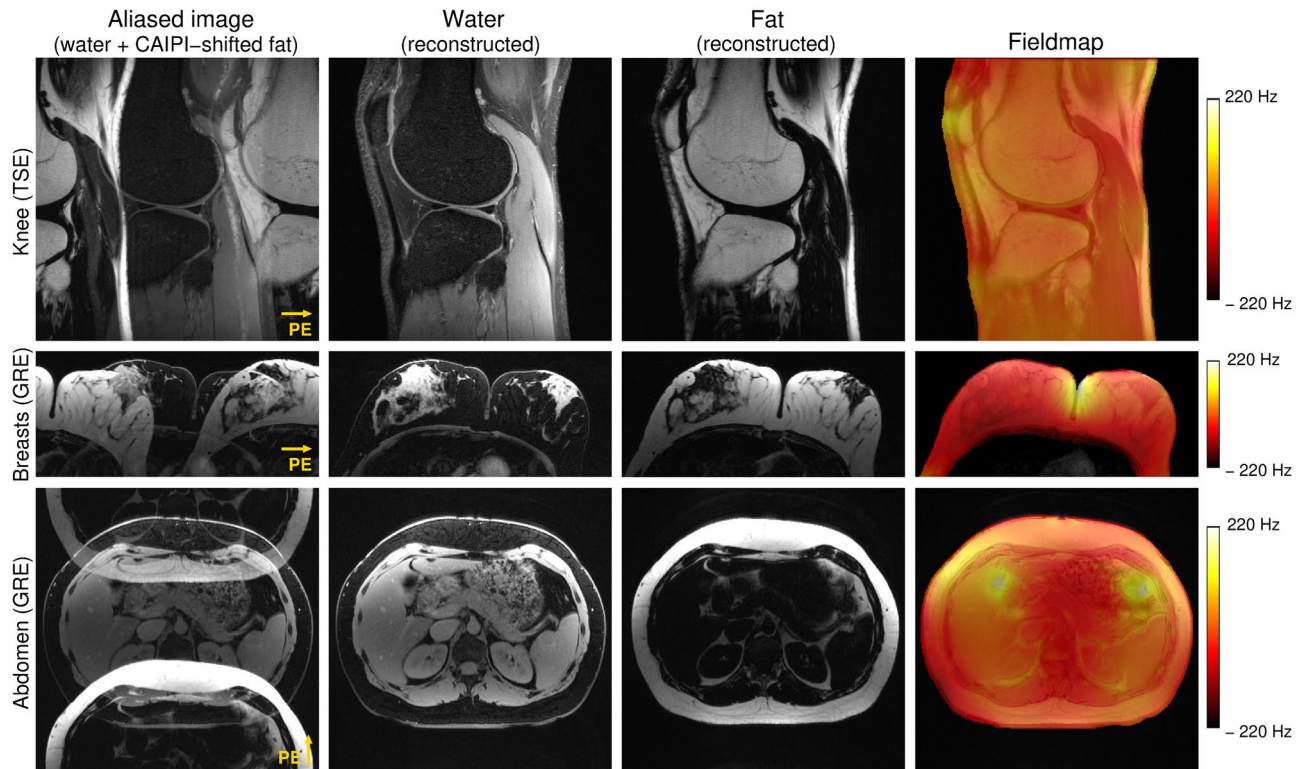 Aliased image
(water + CAIPI−shifted fat)
Water
(reconstructed)
Fat
(reconstructed)
Fieldmap
Knee (TSE)
PE
220 Hz
− 220 Hz
Breasts (GRE)
PE
220 Hz
− 220 Hz
Abdomen (GRE)
PE
220 Hz
− 220 Hz